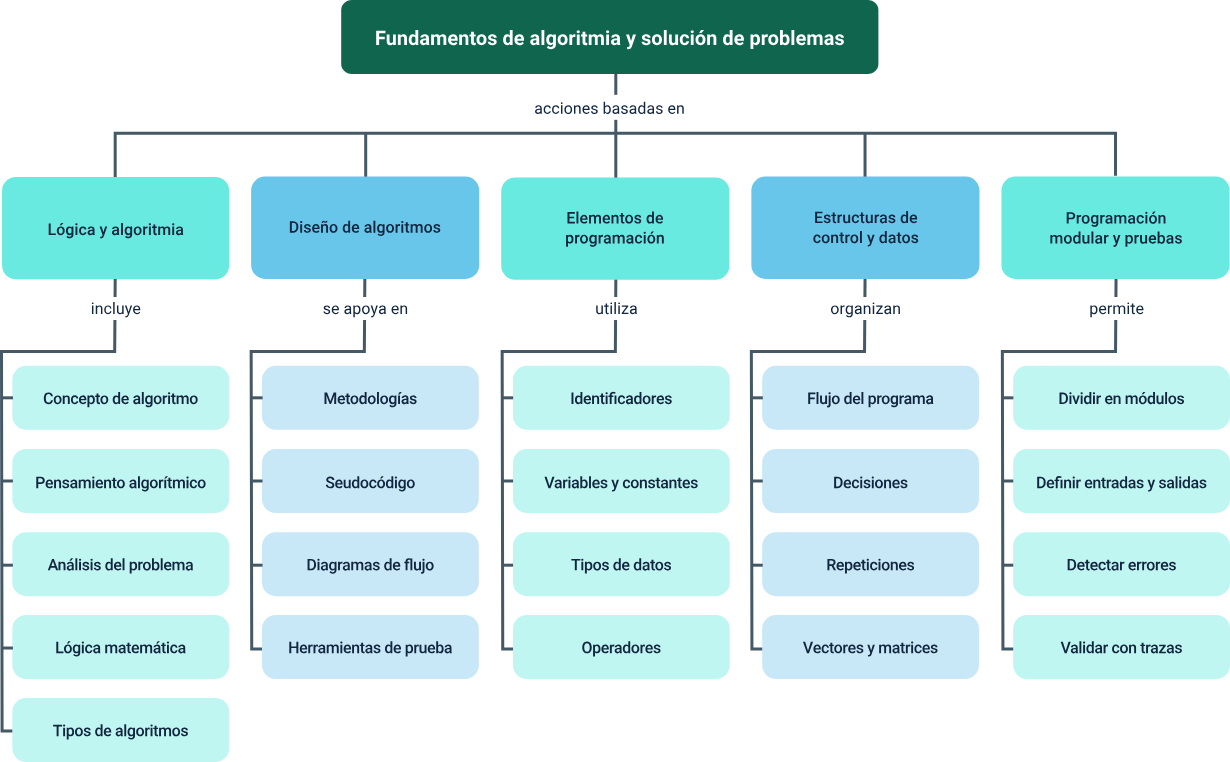 Fundamentos de algoritmia y solución de problemas
acciones basadas en
Lógica y algoritmia
incluye
Concepto de algoritmo
Pensamiento algorítmico
Análisis del problema
Lógica matemática
Tipos de algoritmos
Diseño de algoritmos
se apoya en
Metodologías
Seudocódigo
Diagramas de flujo
Herramientas de prueba
Elementos de
programación
utiliza
Identificadores
Variables y constantes
Tipos de datos
Operadores
Estructuras de
control y datos
organizan
Flujo del programa
Decisiones
Repeticiones
Vectores y matrices
Programación
modular y pruebas
permite
Dividir en módulos
Definir entradas y salidas
Detectar errores
Validar con trazas